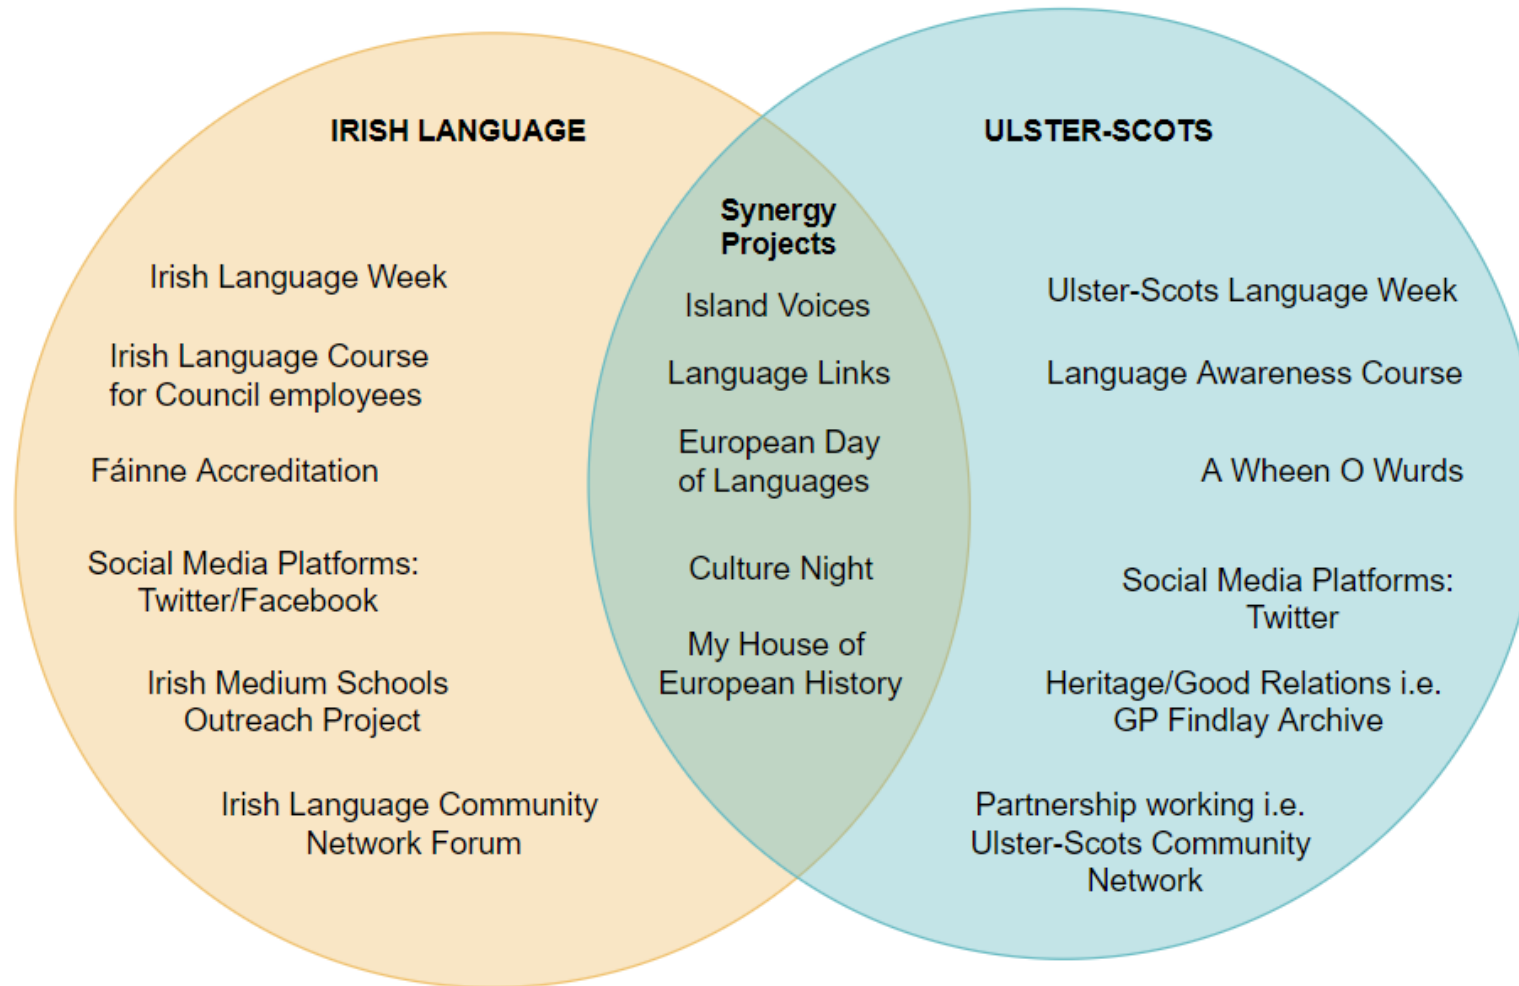 IRISH LANGUAGE
Irish Language Week
Irish Language Course
for Council employees
Fáinne Accreditation
Social Media Platforms:
Twitter/Facebook
Irish Medium Schools
Outreach Project
Irish Language Community
Network Forum
Synergy
Projects
Island Voices
Language Links
European Day
of Languages
Culture Night
My House of
European History
ULSTER-SCOTS
Ulster-Scots Language Week
Language Awareness Course
A Wheen O Wurds
Social Media Platforms:
Twitter
Heritage/Good Relations i.e.
GP Findlay Archive
Partnership working i.e.
Ulster-Scots Community
Network